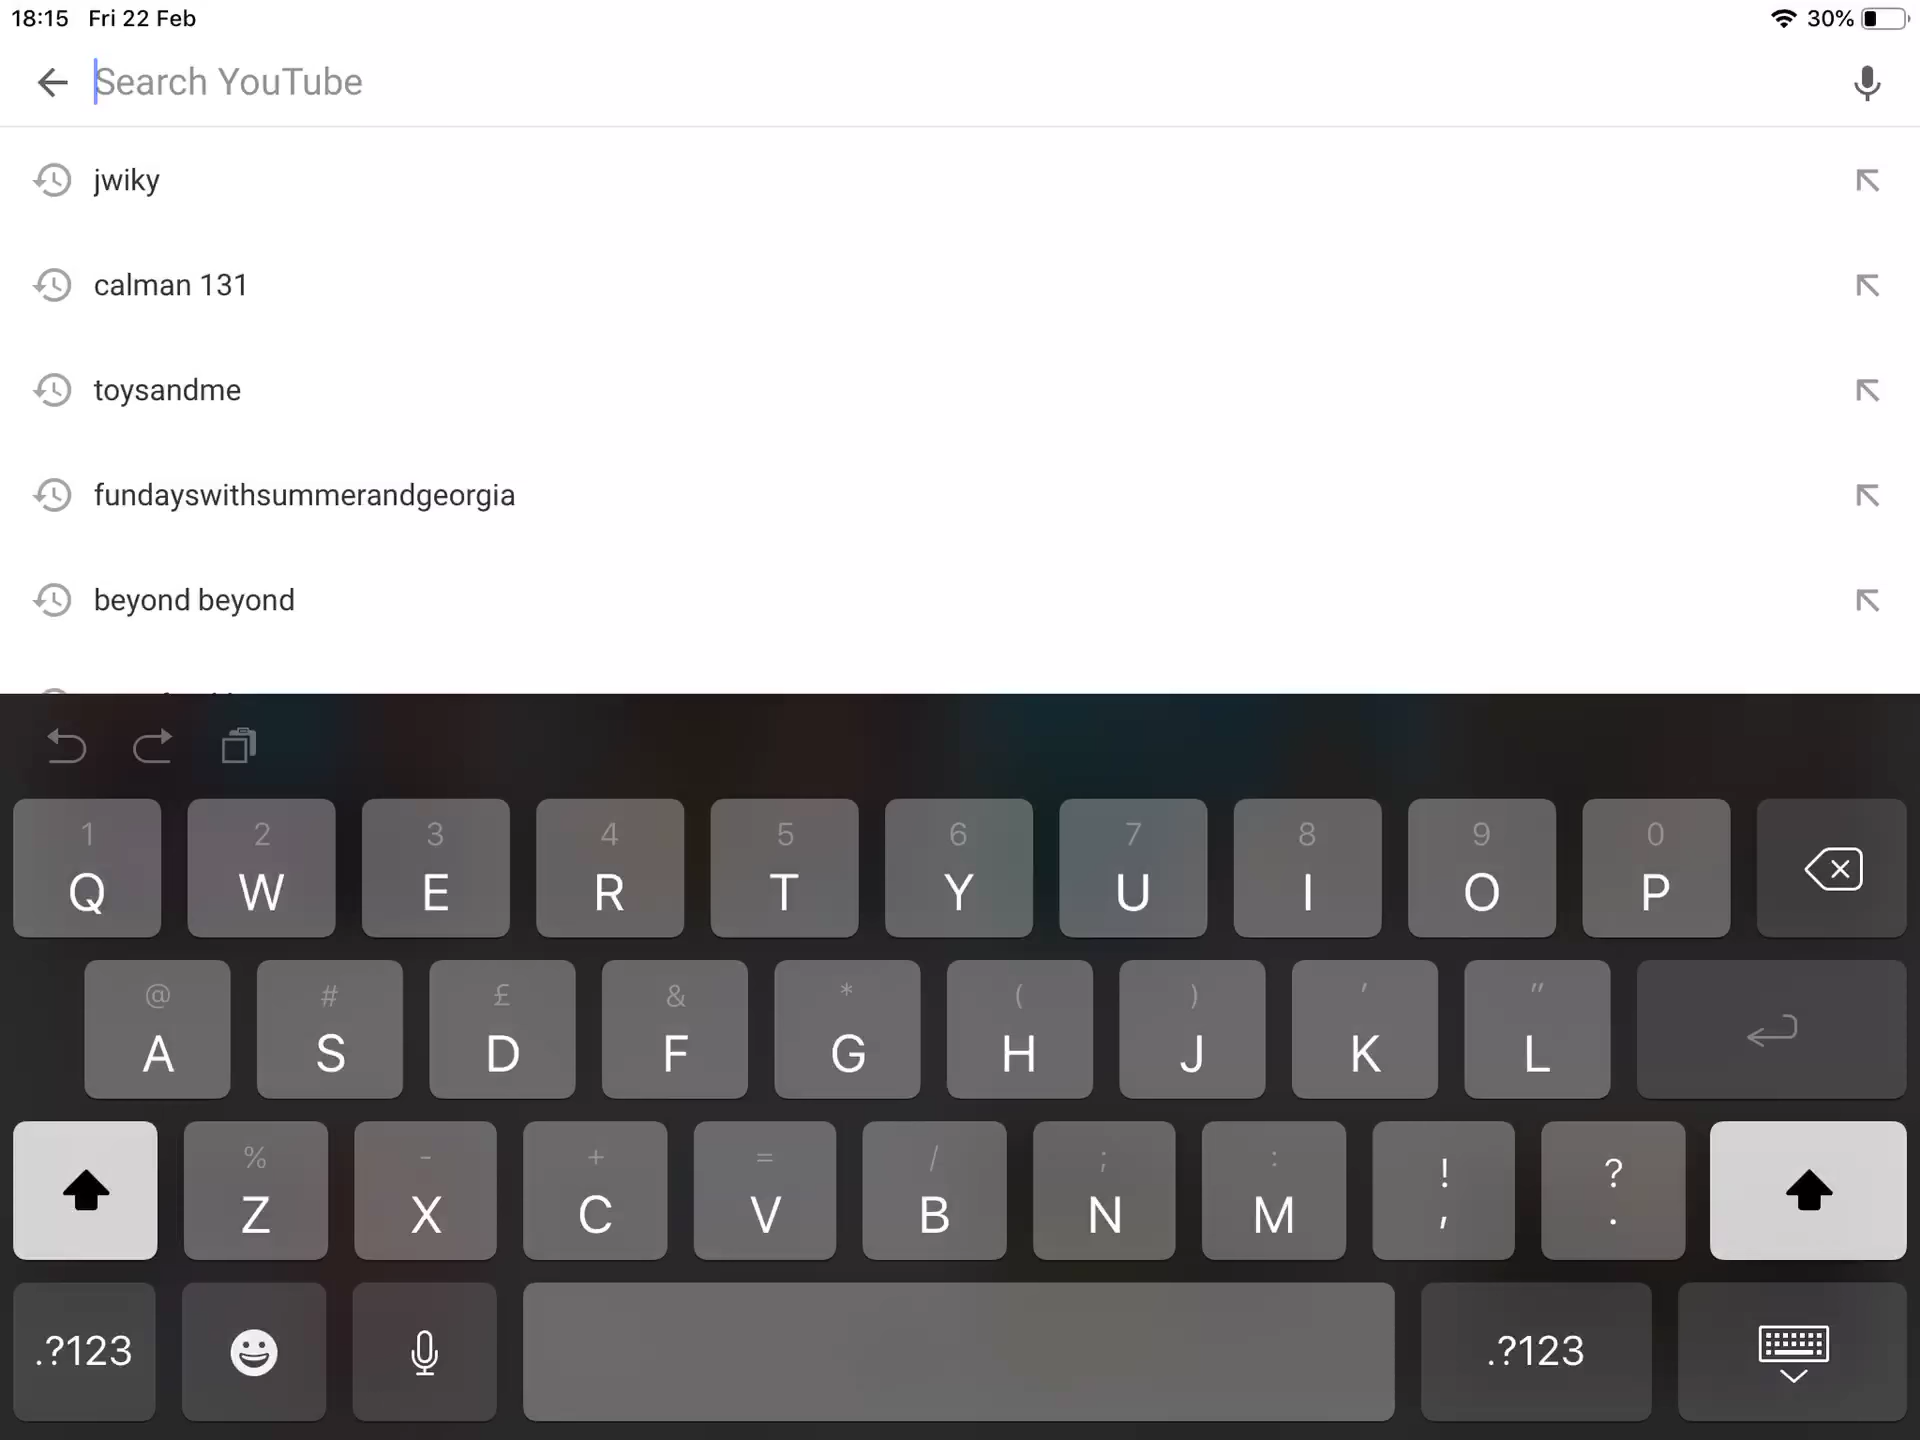 18:15 Fri 22 Feb
30%
Search YouTube
jwiky
calman 131
toysandme
fundayswithsummerandgeorgia
beyond beyond
1 2 3 4 5 6 7 8 9 0
Q W E R T Y U I O P
@ # £ & * ( ) ' "
A S D F G H J K L
% - + = / ; : ! ?
Z X C V B N M , .
.?123 .?123